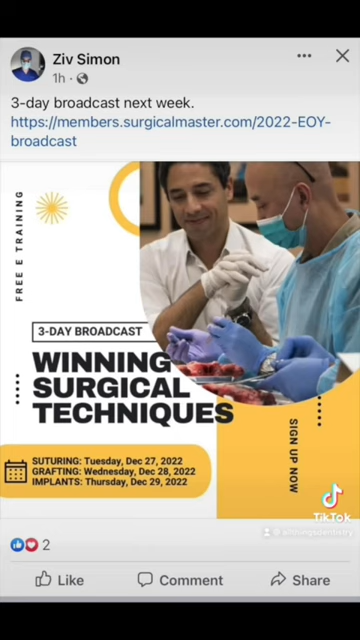 Ziv Simon
1h ·
3-day broadcast next week.
https://members.surgicalmaster.com/2022-EOY-
broadcast
FREE E TRAINING
3-DAY BROADCAST
WINNING
SURGICAL
TECHNIQUES
SUTURING: Tuesday, Dec 27, 2022
GRAFTING: Wednesday, Dec 28, 2022
IMPLANTS: Thursday, Dec 29, 2022
SIGN UP NOW
TikTok
2
Like
Comment
Share